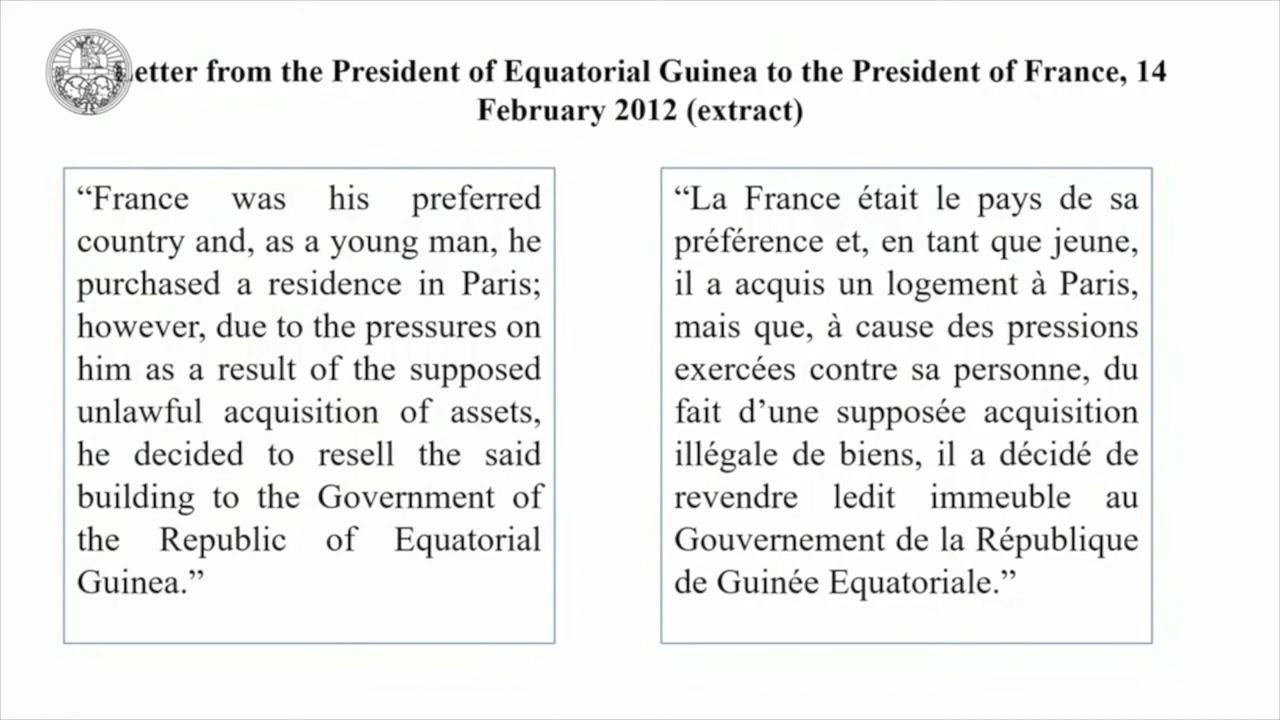 etter from the President of Equatorial Guinea to the President of France, 14
February 2012 (extract)
“France was his preferred
country and, as a young man, he
purchased a residence in Paris;
however, due to the pressures on
him as a result of the supposed
unlawful acquisition of assets,
he decided to resell the said
building to the Government of
the Republic of Equatorial
Guinea.”
“La France était le pays de sa
préférence et, en tant que jeune,
il a acquis un logement à Paris,
mais que, à cause des pressions
exercées contre sa personne, du
fait d’une supposée acquisition
illégale de biens, il a décidé de
revendre ledit immeuble au
Gouvernement de la République
de Guinée Equatoriale.”